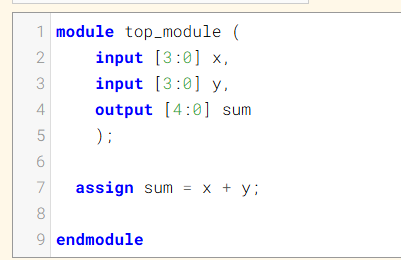 1 module top_module (
2     input [3:0] x,
3     input [3:0] y,
4     output [4:0] sum
5     );
6
7   assign sum = x + y;
8
9 endmodule